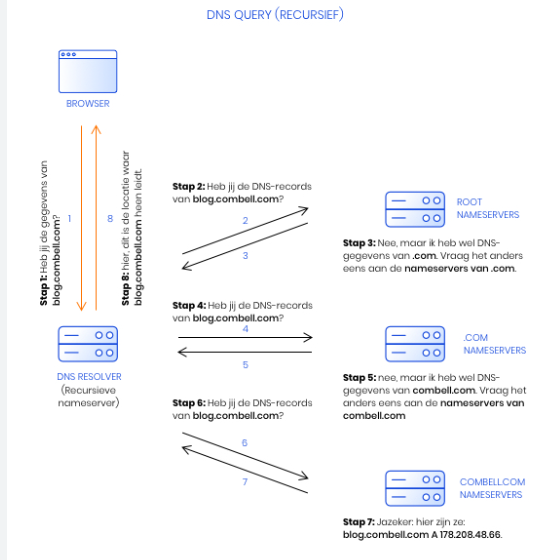 DNS QUERY (RECURSIEF)
BROWSER
Stap 1: Heb jij de gegevens van
blog.combell.com?
1
8
Stap 8: hier, dit is de locatie waar
blog.combell.com heen leidt.
DNS RESOLVER
(Recursieve
nameserver)
Stap 2: Heb jij de DNS-records
van blog.combell.com?
2
3
ROOT
NAMESERVERS
Stap 3: Nee, maar ik heb wel DNS-
gegevens van .com. Vraag het anders
eens aan de nameservers van .com.
Stap 4: Heb jij de DNS-records
van blog.combell.com?
4
5
.COM
NAMESERVERS
Stap 5: nee, maar ik heb wel DNS-
gegevens van combell.com. Vraag het
anders eens aan de nameservers van
combell.com
Stap 6: Heb jij de DNS-records
van blog.combell.com?
6
7
COMBELL.COM
NAMESERVERS
Stap 7: Jazeker: hier zijn ze:
blog.combell.com A 178.208.48.66.